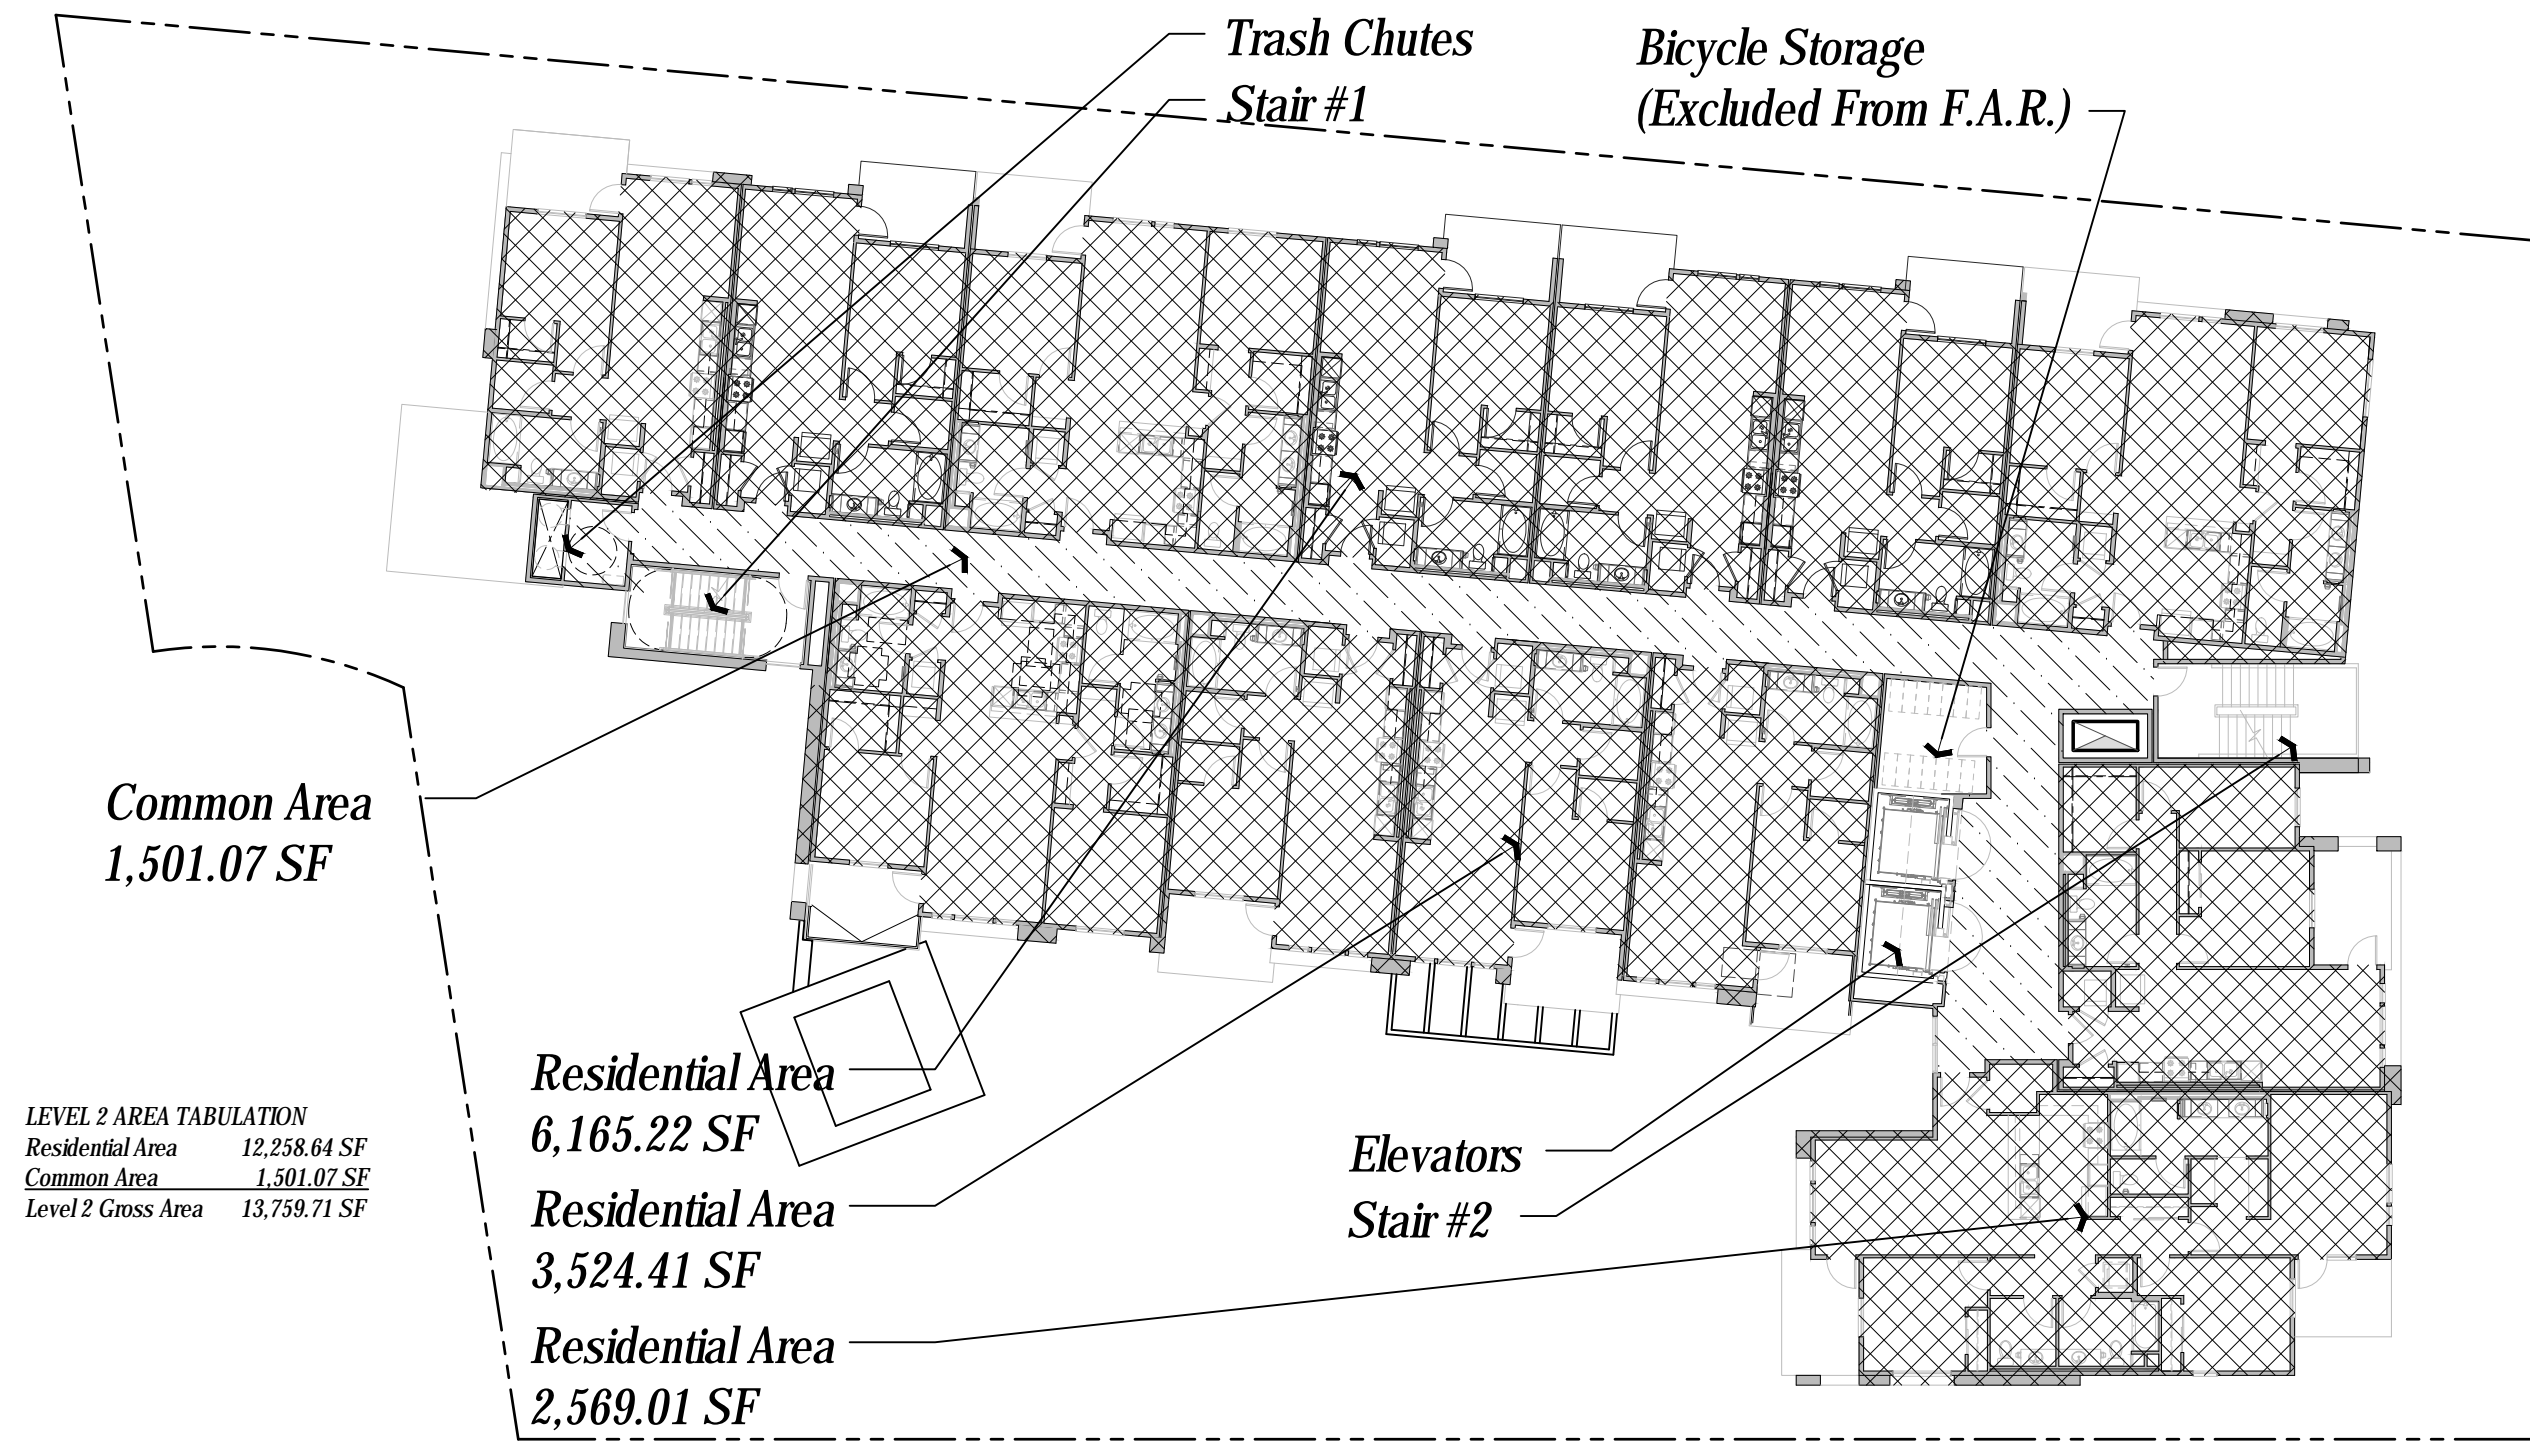 Trash Chutes
Stair #1
Bicycle Storage
(Excluded From F.A.R.)
Common Area
1,501.07 SF
Residential Area
6,165.22 SF
Residential Area
3,524.41 SF
Residential Area
2,569.01 SF
Elevators
Stair #2
LEVEL 2 AREA TABULATION
Residential Area 12,258.64 SF
Common Area 1,501.07 SF
Level 2 Gross Area 13,759.71 SF